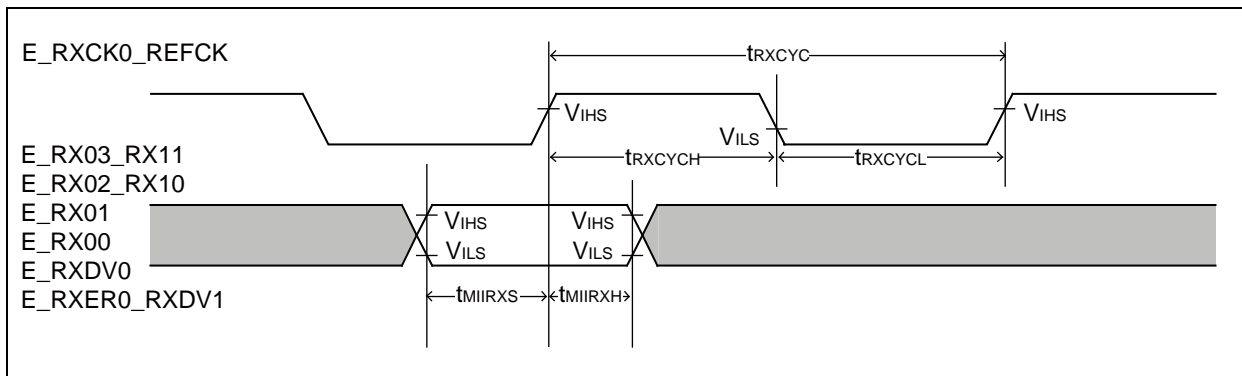 E_RXCK0_REFCK
tRXCYC
VIHS
VILS
VIHS
tRXCYCH
tRXCYCL
E_RX03_RX11
E_RX02_RX10
E_RX01
E_RX00
E_RXDV0
E_RXER0_RXDV1
VIHS
VIHS
VILS
VILS
tMIIRXS
tMIIRXH